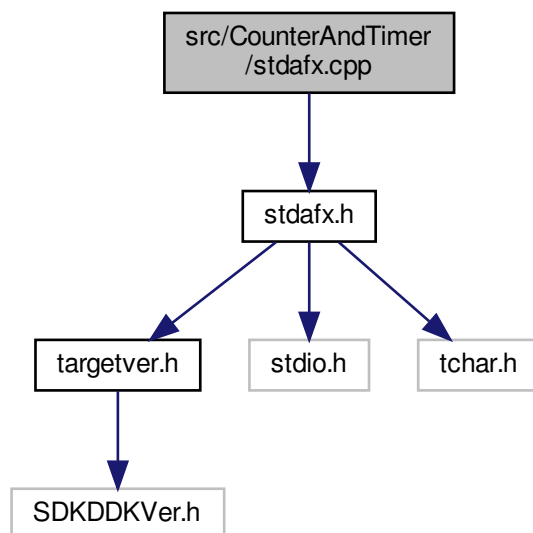 src/CounterAndTimer
/stdafx.cpp
stdafx.h
targetver.h
stdio.h
tchar.h
SDKDDKVer.h